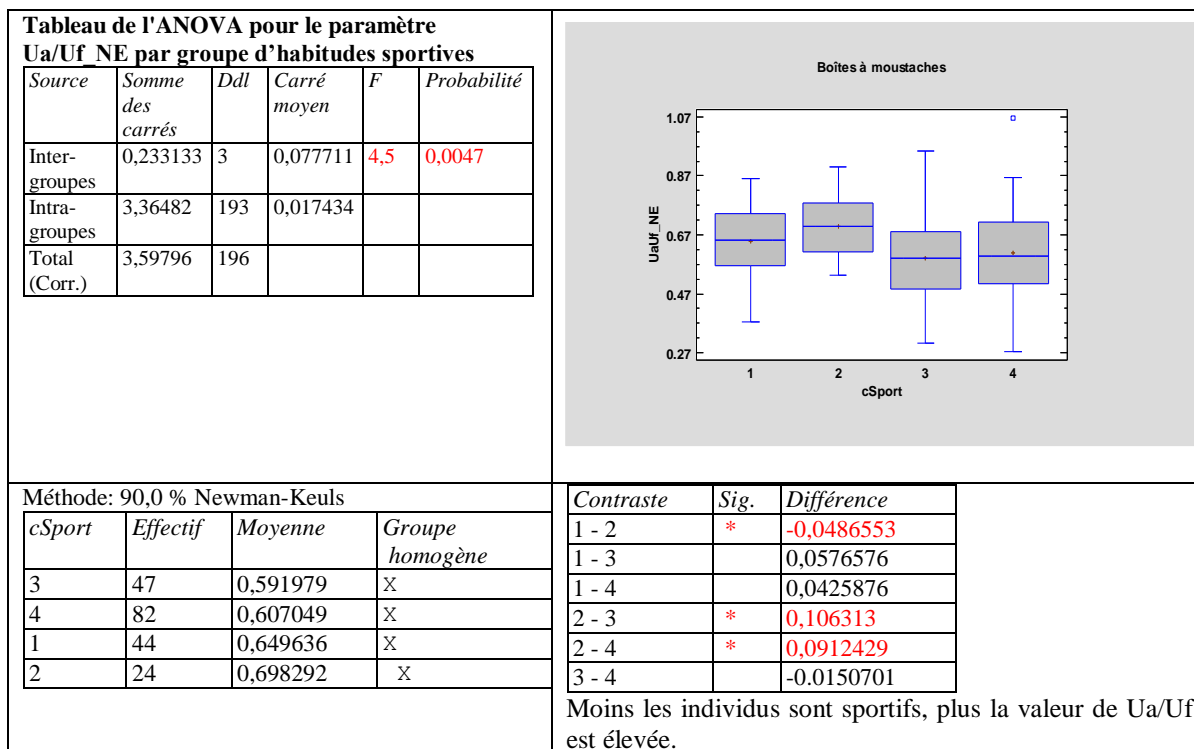 Tableau de l'ANOVA pour le paramètre
Ua/Uf_NE par groupe d’habitudes sportives
Source Somme des carrés Ddl Carré moyen F Probabilité
Inter-groupes 0,233133 3 0,077711 4,5 0,0047
Intra-groupes 3,36482 193 0,017434
Total (Corr.) 3,59796 196
Boîtes à moustaches
UaUf_NE
1.07
0.87
0.67
0.47
0.27
1 2 3 4
cSport
Méthode: 90,0 % Newman-Keuls
cSport Effectif Moyenne Groupe homogène
3 47 0,591979 X
4 82 0,607049 X
1 44 0,649636 X
2 24 0,698292 X
Contraste Sig. Différence
1 - 2 * -0,0486553
1 - 3 0,0576576
1 - 4 0,0425876
2 - 3 * 0,106313
2 - 4 * 0,0912429
3 - 4 -0.0150701
Moins les individus sont sportifs, plus la valeur de Ua/Uf
est élevée.